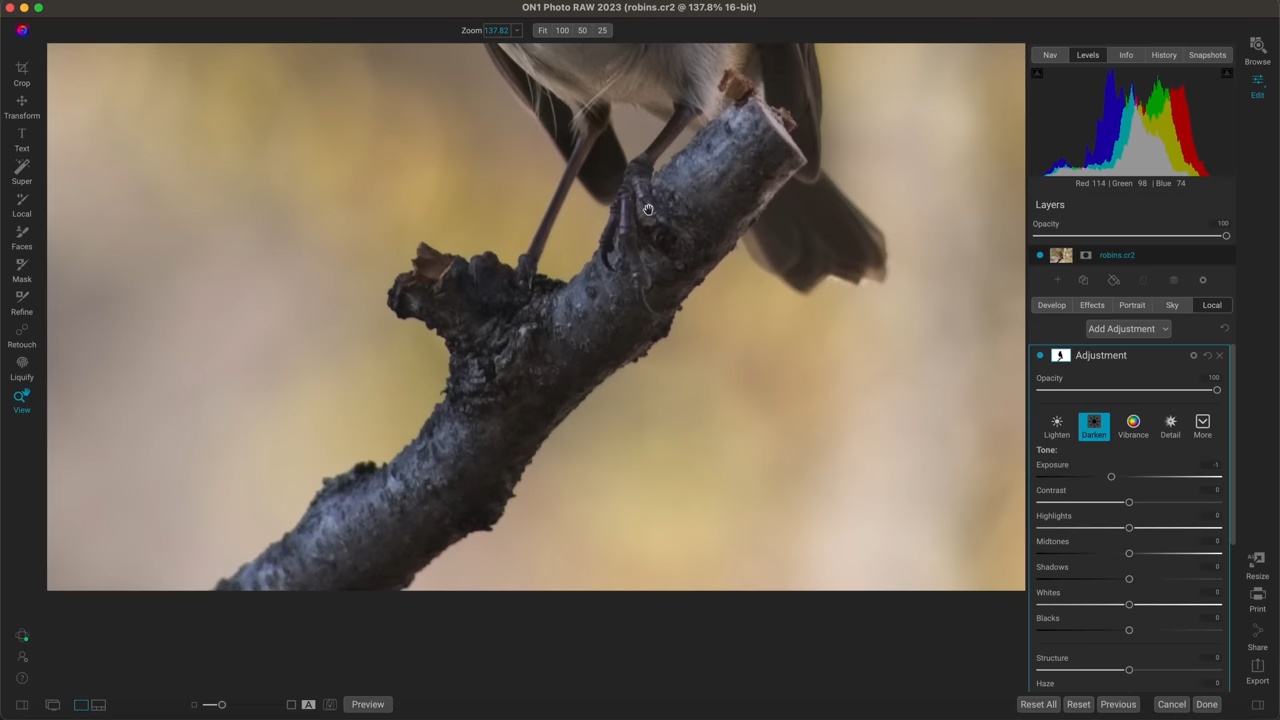 ON1 Photo RAW 2023 (robins.cr2 @ 137.8% 16-bit)
Zoom 137.82 Fit 100 50 25
Crop
Transform
Text
Super
Local
Faces
Mask
Refine
Retouch
Liquify
View
Preview
Nav Levels Info History Snapshots
Red 114 | Green 98 | Blue 74
Layers
Opacity 100
robins.cr2
Develop Effects Portrait Sky Local
Add Adjustment
Adjustment
Opacity 100
Lighten Darken Vibrance Detail More
Tone:
Exposure -1
Contrast 0
Highlights 0
Midtones 0
Shadows 0
Whites 0
Blacks 0
Structure 0
Haze 0
Reset All Reset Previous Cancel Done
Browse
Edit
Resize
Print
Share
Export